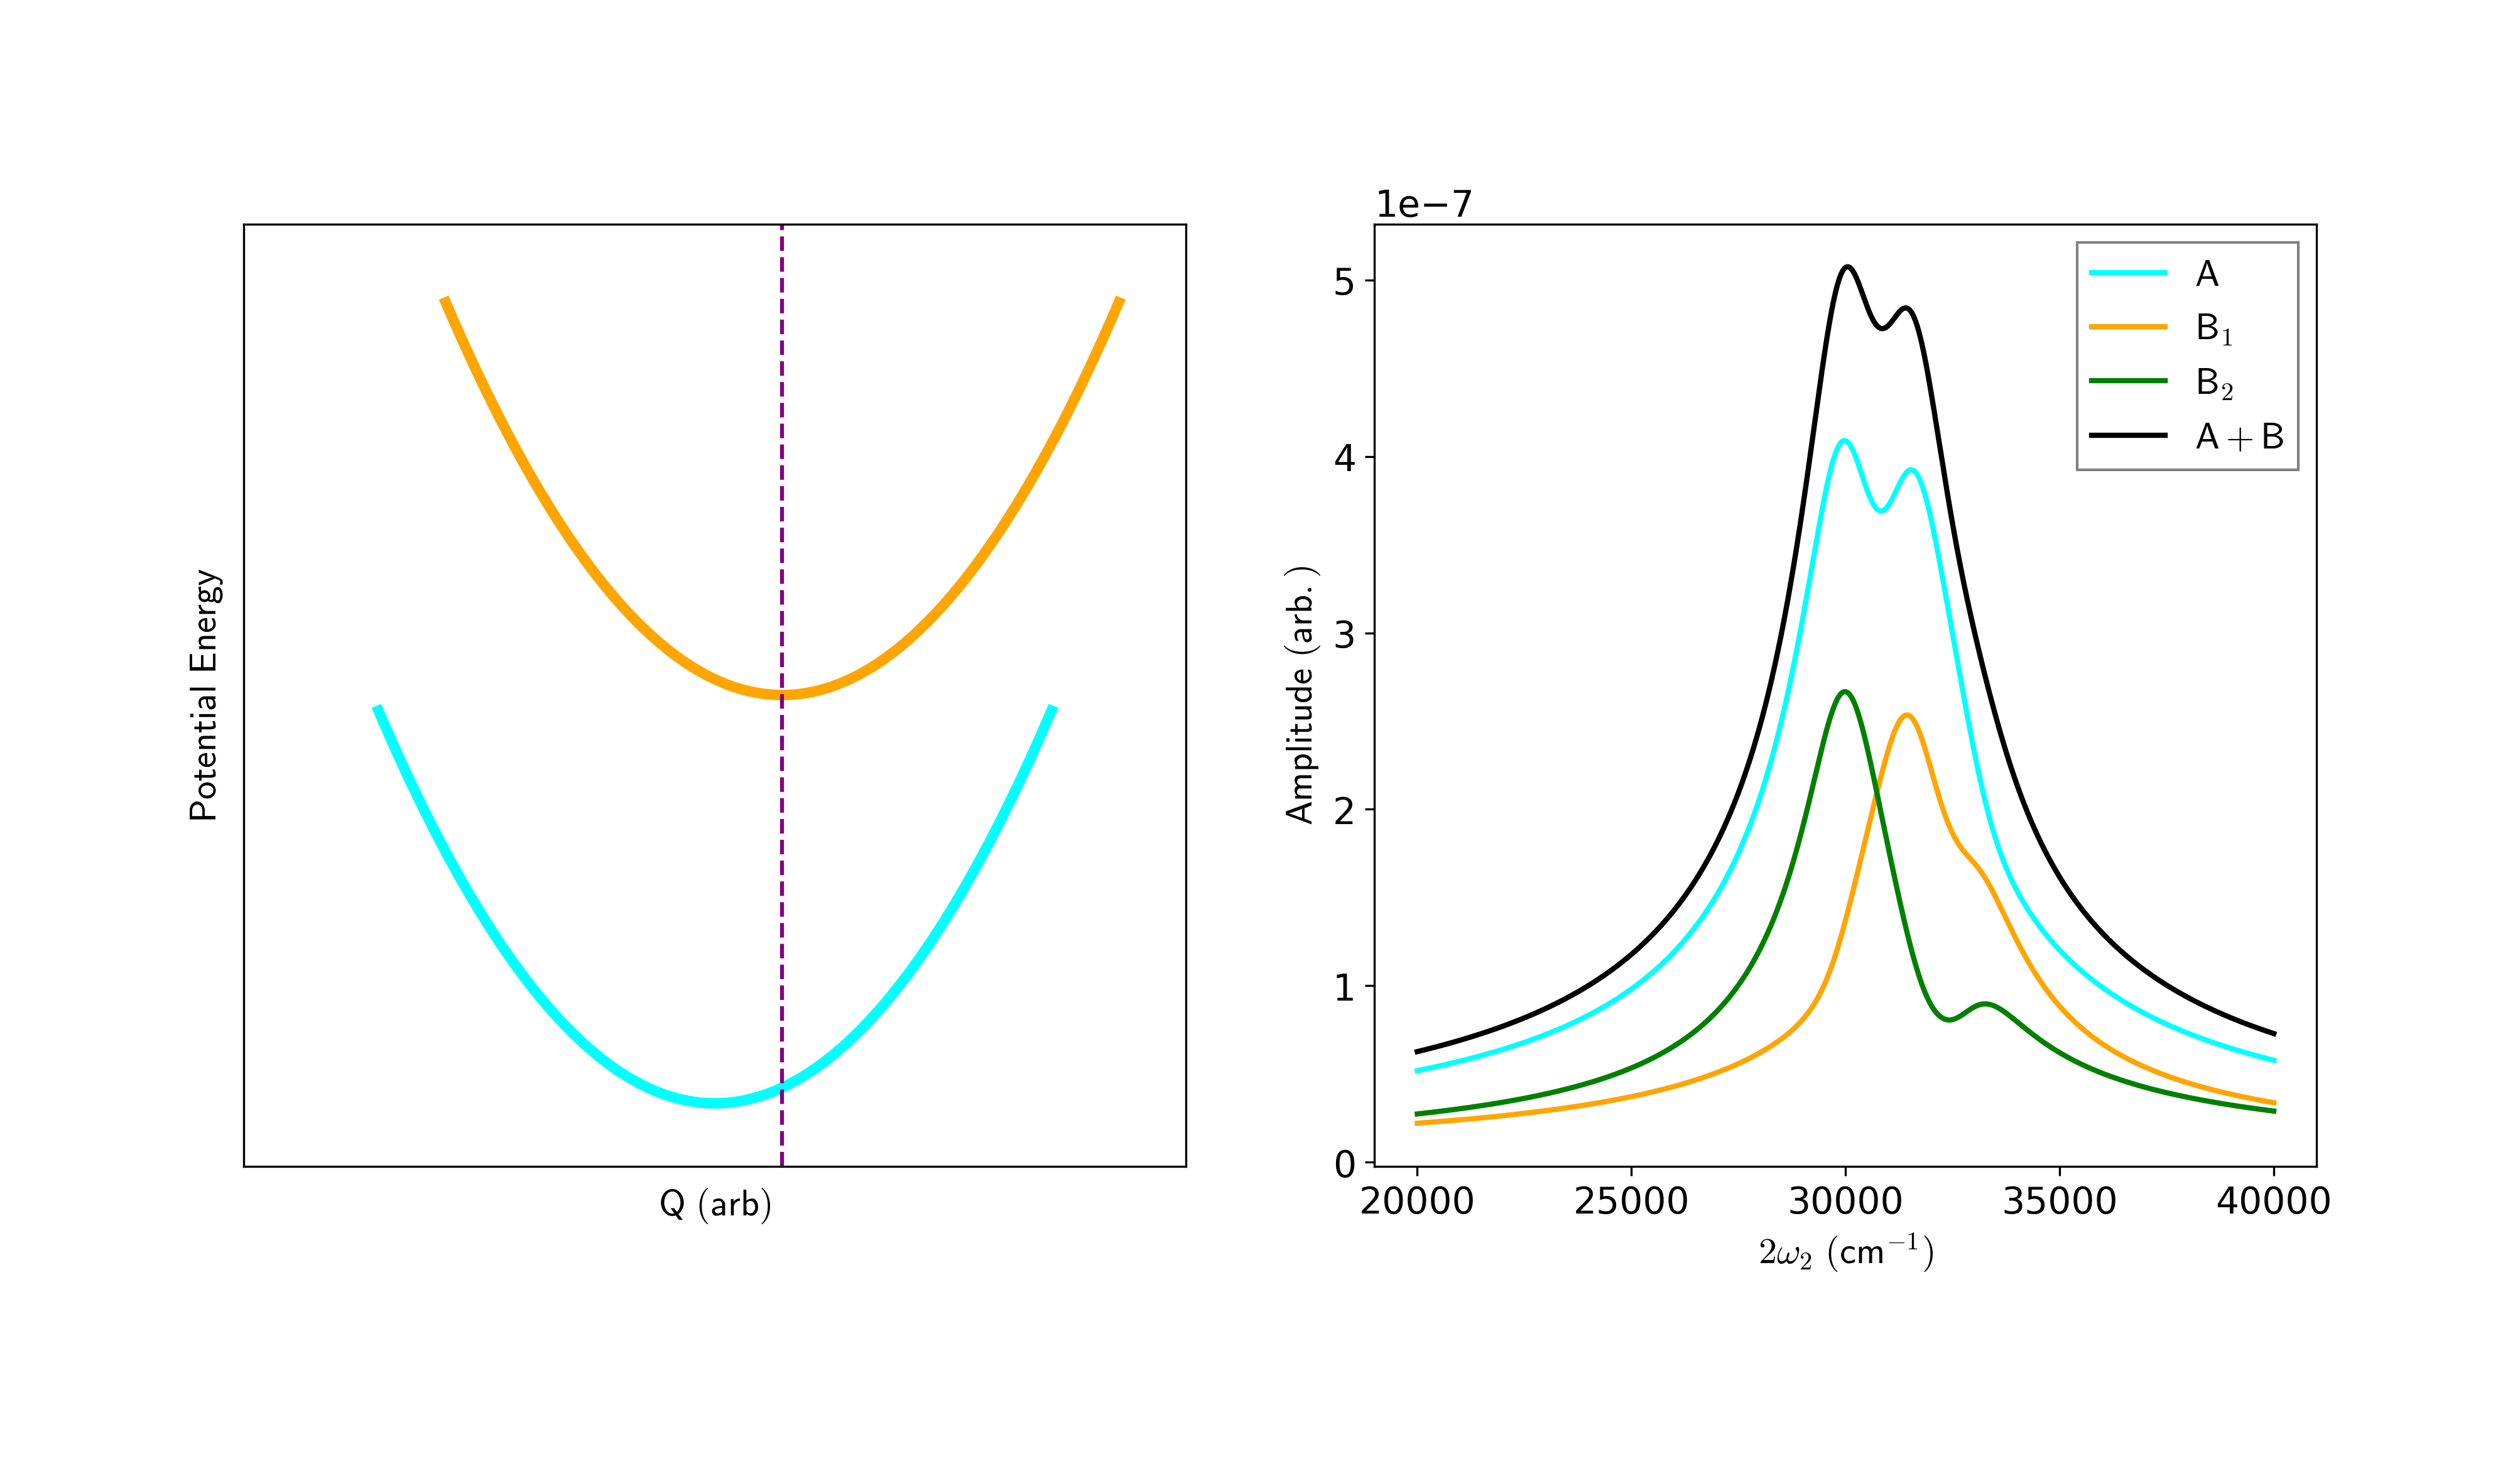 Potential Energy
Q (arb)
1e−7
5
4
3
2
1
0
Amplitude (arb.)
A
B₁
B₂
A + B
20000 25000 30000 35000 40000
2ω₂ (cm⁻¹)